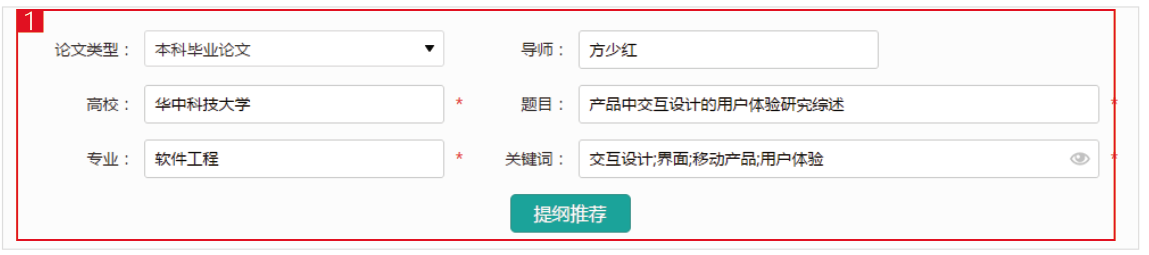 1
论文类型： 本科毕业论文 导师： 方少红
高校： 华中科技大学 * 题目： 产品中交互设计的用户体验研究综述 *
专业： 软件工程 * 关键词： 交互设计;界面;移动产品;用户体验 *
提纲推荐